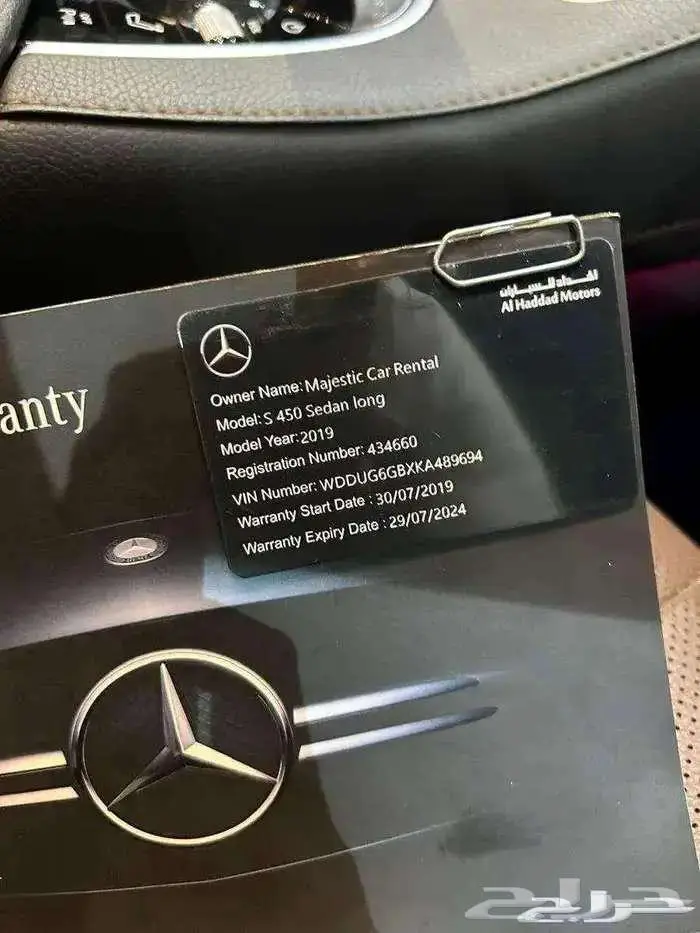 الحداد للسيارات
Al Haddad Motors
Owner Name: Majestic Car Rental
Model: S 450 Sedan long
Model Year: 2019
Registration Number: 434660
VIN Number: WDDUG6GBXKA489694
Warranty Start Date : 30/07/2019
Warranty Expiry Date : 29/07/2024
anty
حراج